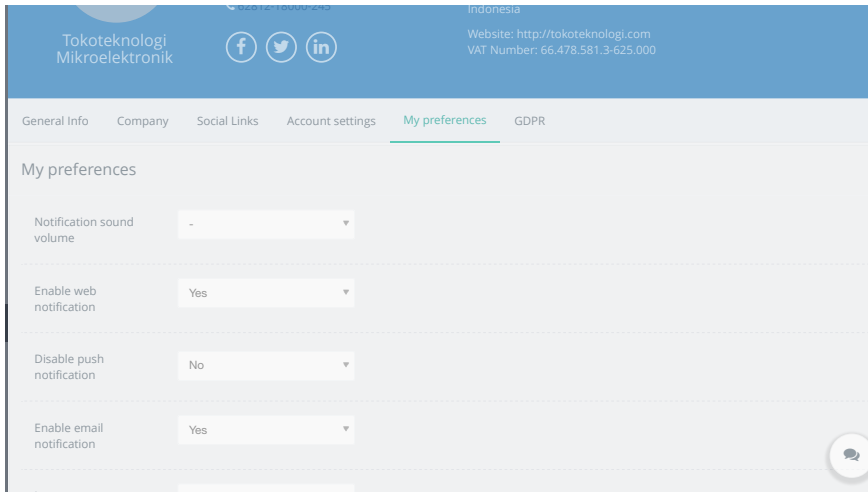 62812-18000-245
Indonesia
Tokoteknologi
Mikroelektronik
Website: http://tokoteknologi.com
VAT Number: 66.478.581.3-625.000
General Info
Company
Social Links
Account settings
My preferences
GDPR
My preferences
Notification sound
volume
-
Enable web
notification
Yes
Disable push
notification
No
Enable email
notification
Yes